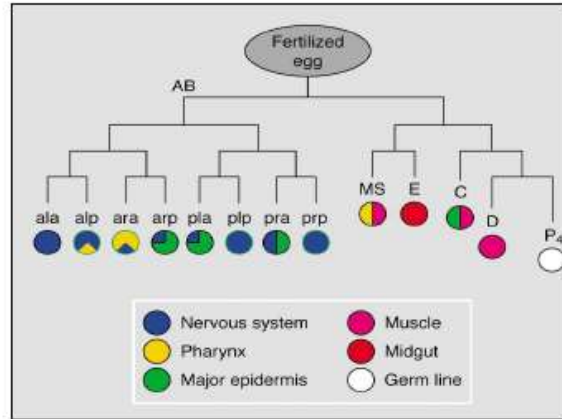 Fertilized
egg
AB
MS E C
ala alp ara arp pla plp pra prp
D
P4
Nervous system
Muscle
Pharynx
Midgut
Major epidermis
Germ line